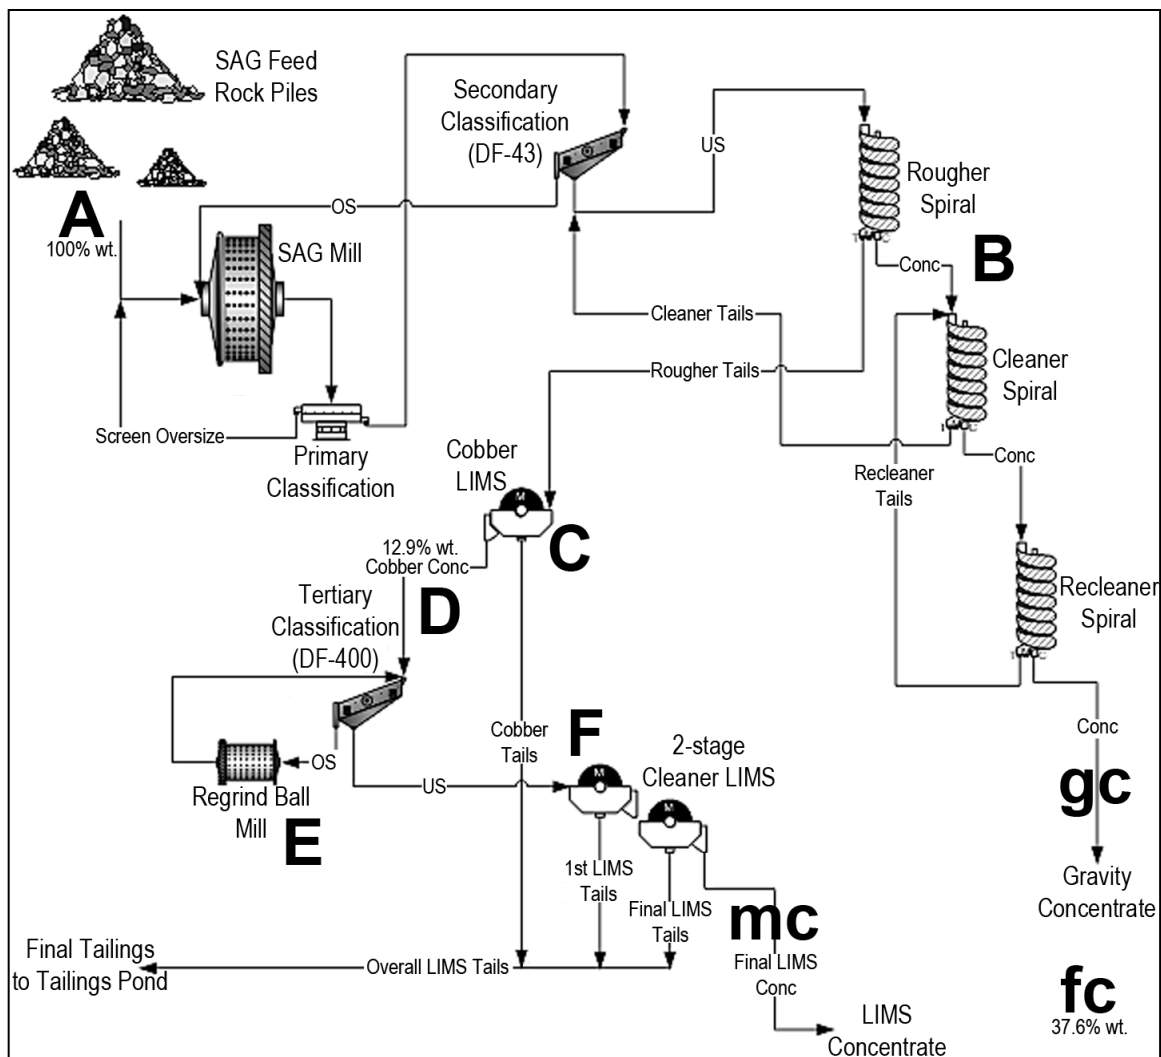 SAG Feed
Rock Piles
A
100% wt.
Secondary
Classification
(DF-43)
US
OS
SAG Mill
Rougher
Spiral
T
C
B
Conc
Cleaner Tails
Rougher Tails
Cleaner
Spiral
T
C
Screen Oversize
Primary
Classification
Cobber
LIMS
M
C
Conc
Recleaner
Tails
12.9% wt.
Cobber Conc
D
Tertiary
Classification
(DF-400)
Recleaner
Spiral
T
C
OS
Regrind Ball
Mill
E
US
Cobber
Tails
F
M
2-stage
Cleaner LIMS
M
1st LIMS
Tails
Final LIMS
Tails
mc
Final LIMS
Conc
LIMS
Concentrate
Conc
gc
Gravity
Concentrate
fc
37.6% wt.
Final Tailings
to Tailings Pond
Overall LIMS Tails